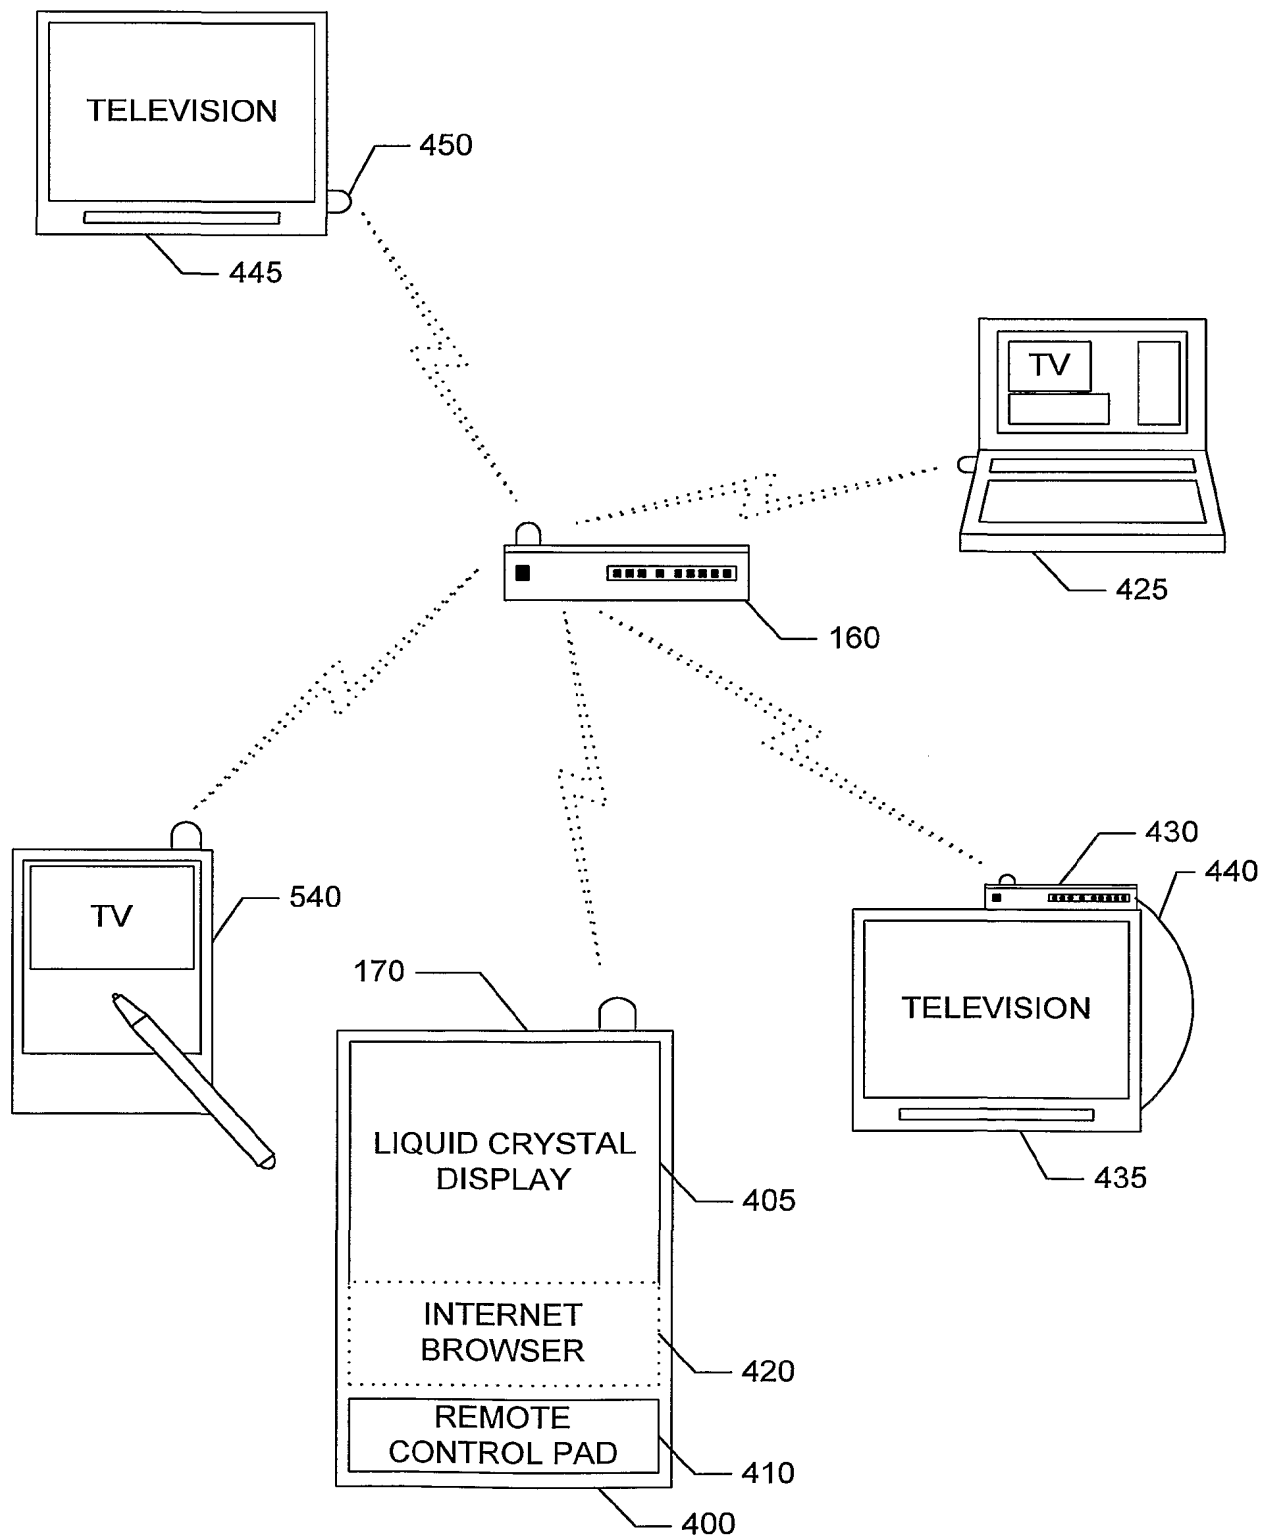 TELEVISION
450
445
TV
425
160
430
440
TV
540
170
TELEVISION
LIQUID CRYSTAL
DISPLAY
405
435
INTERNET
BROWSER
420
REMOTE
CONTROL PAD
410
400